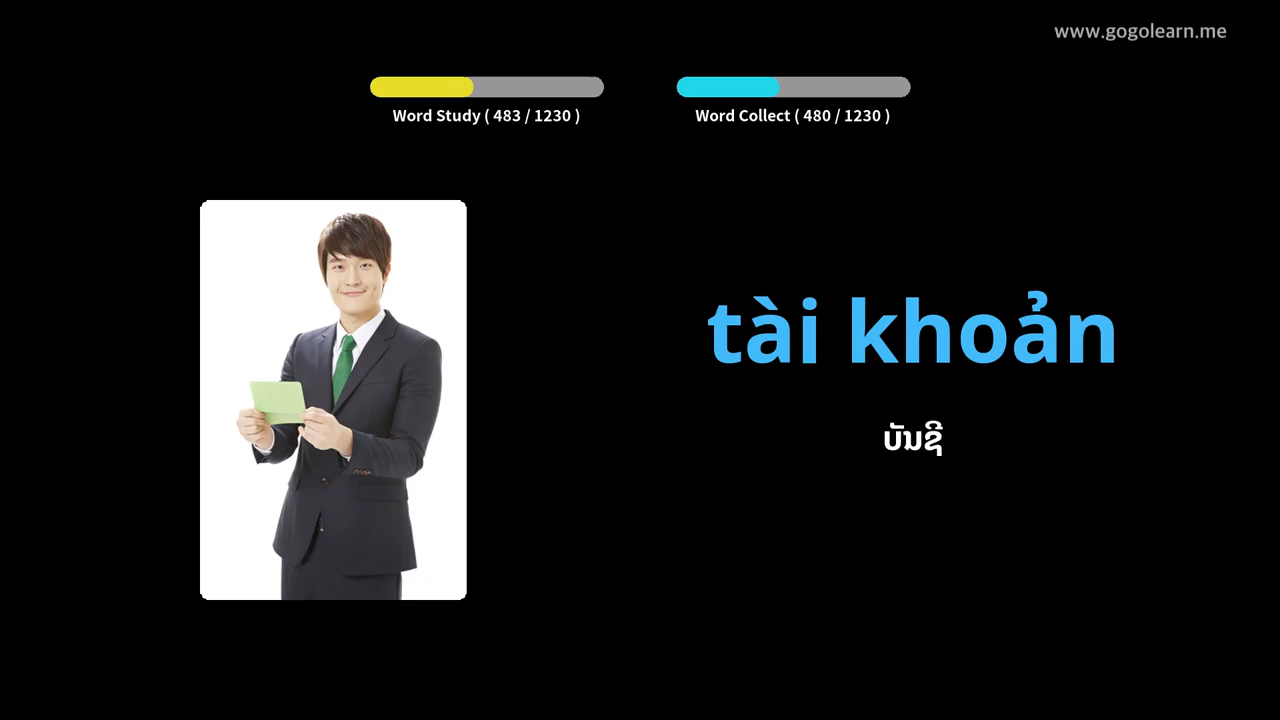 www.gogolearn.me
Word Study ( 483 / 1230 )
Word Collect ( 480 / 1230 )
tài khoản
ບັນຊີ